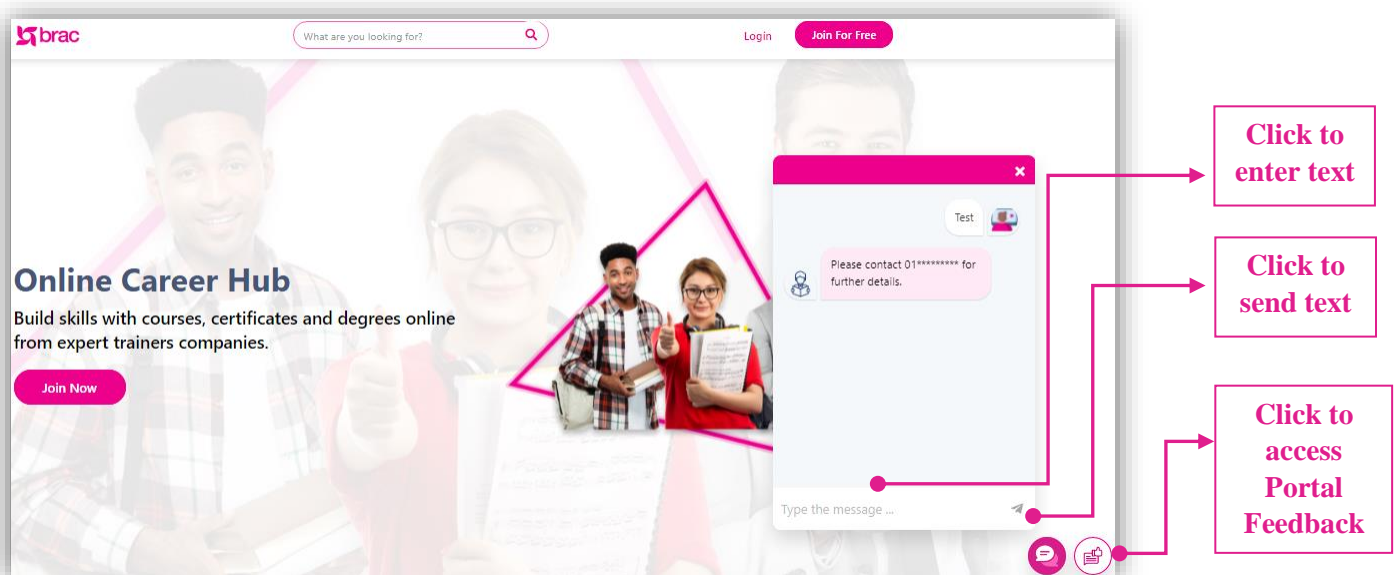 brac
What are you looking for?
Login
Join For Free
Online Career Hub
Build skills with courses, certificates and degrees online
from expert trainers companies.
Join Now
Test
Please contact 01********* for
further details.
Type the message ...
Click to
enter text
Click to
send text
Click to
access
Portal
Feedback